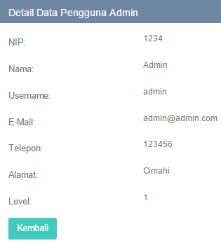 Detail Data Pengguna Admin
NIP: 1234
Nama: Admin
Username: admin
E-Mail: admin@admin.com
Telepon: 123456
Alamat: Cimahi
Level: 1
Kembali